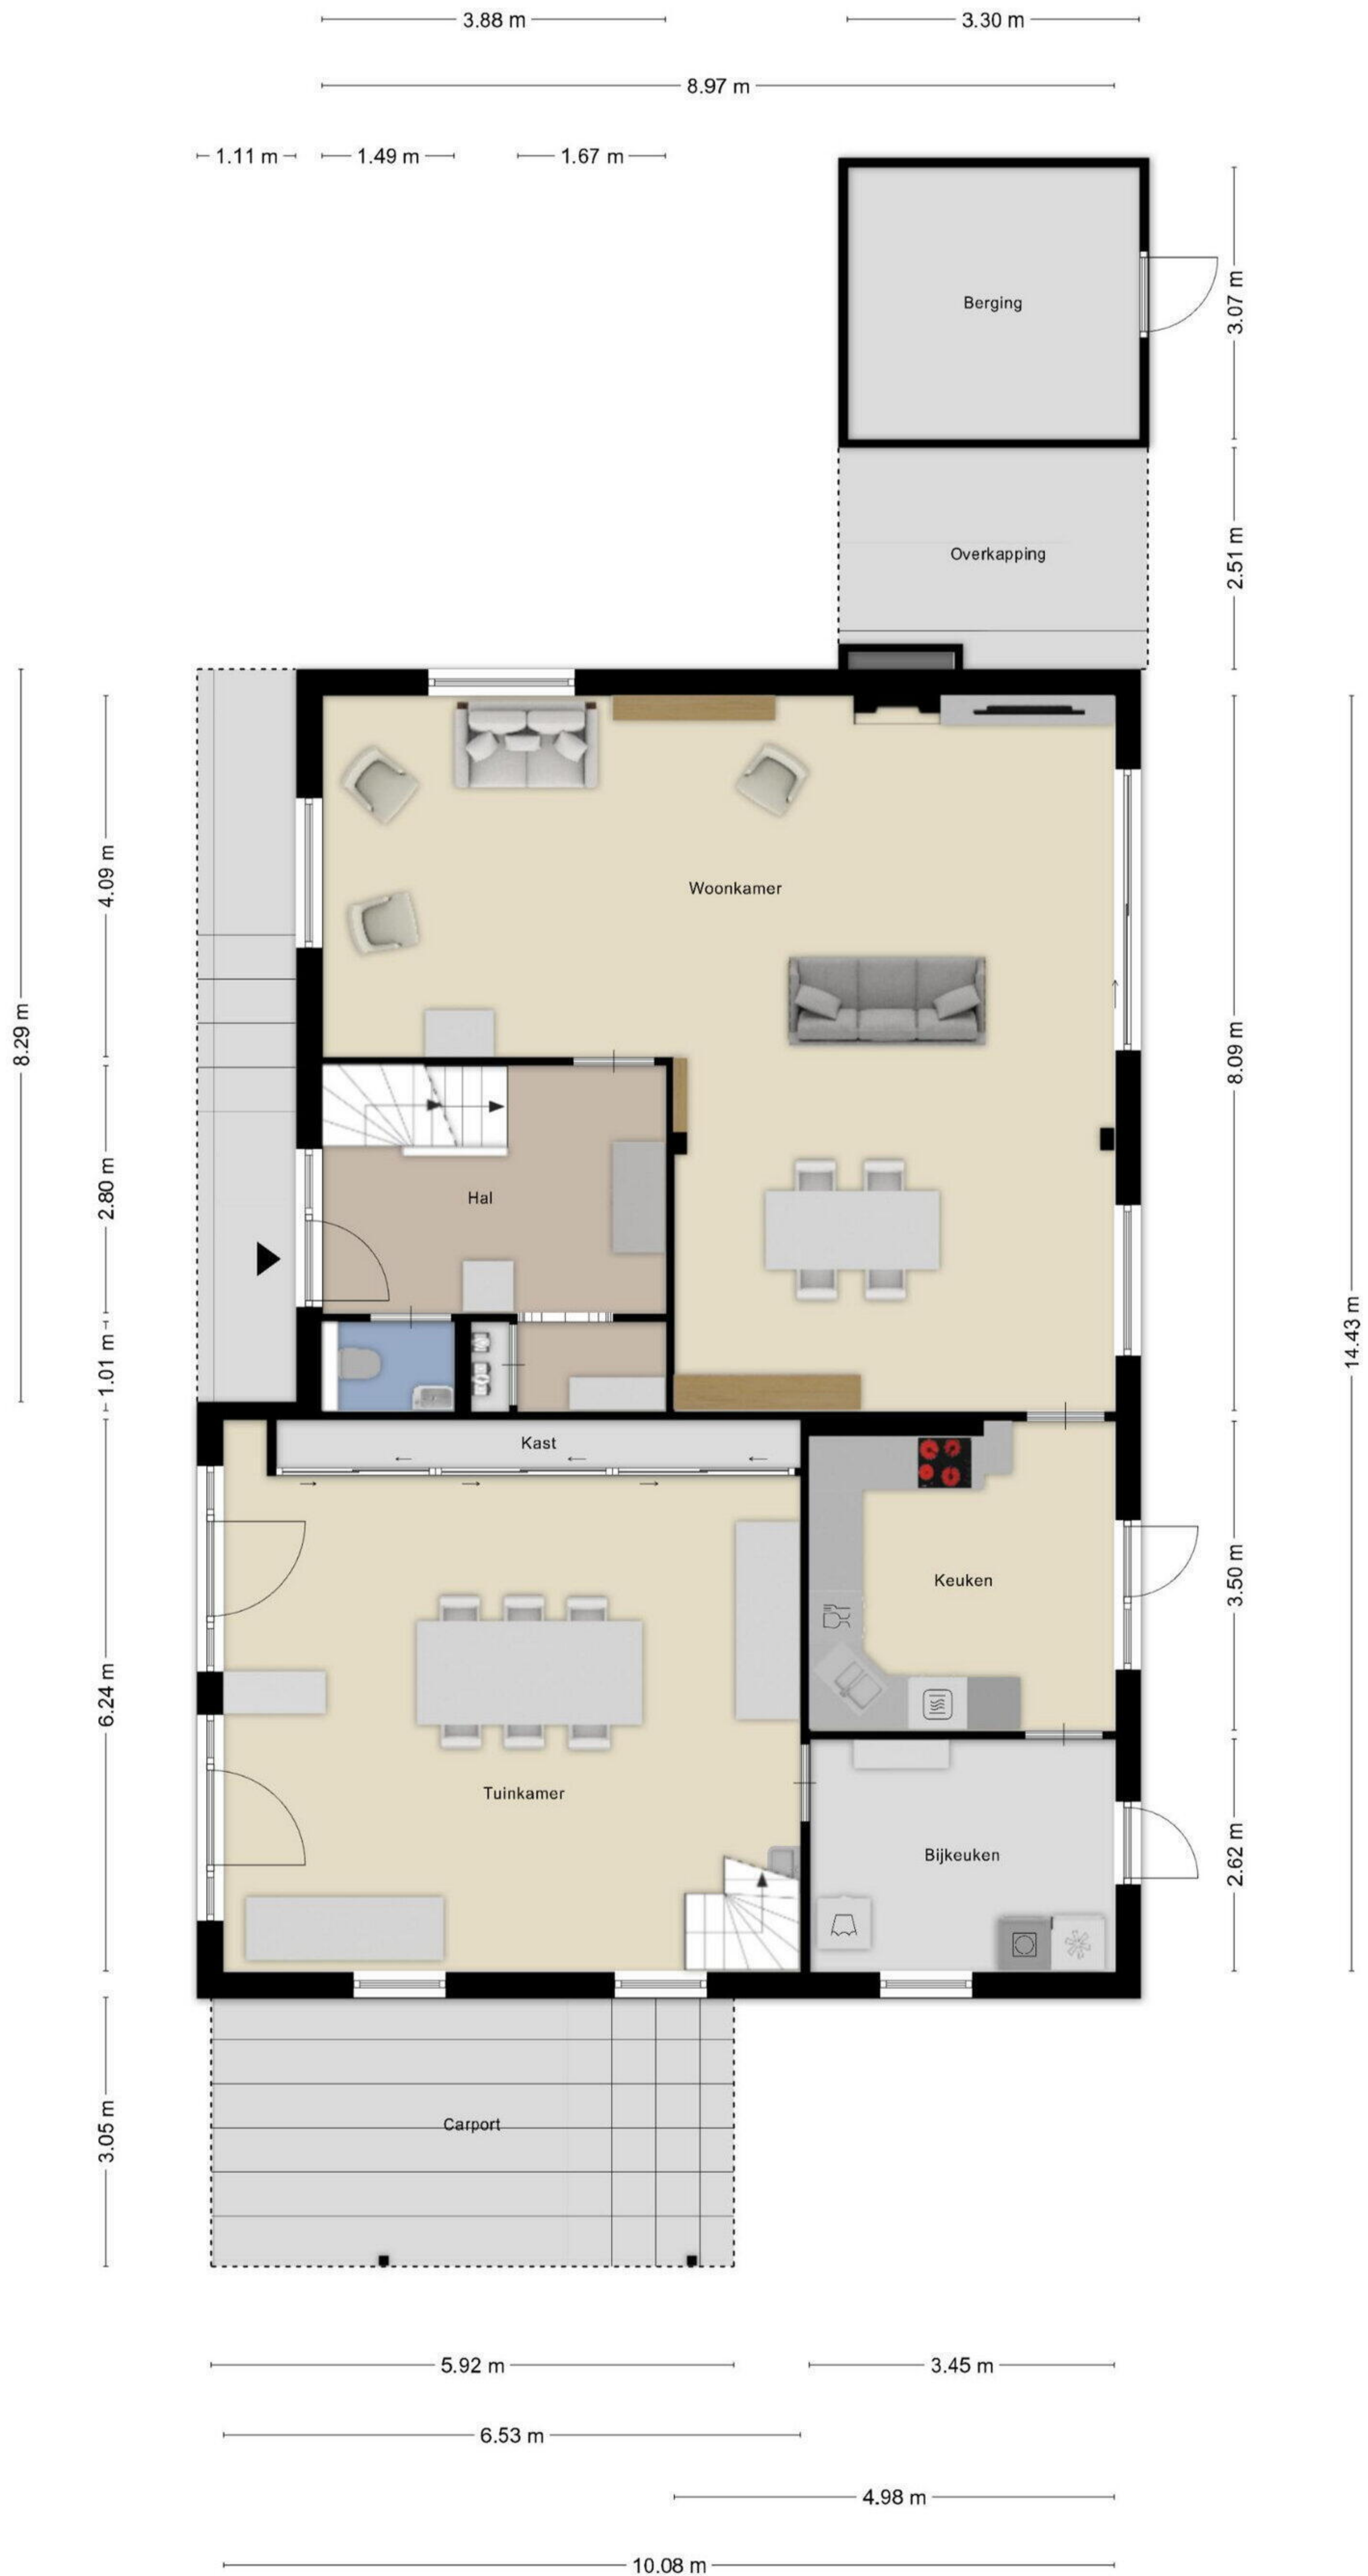 3.88 m
3.30 m
8.97 m
1.11 m
1.49 m
1.67 m
Berging
3.07 m
Overkapping
2.51 m
Woonkamer
4.09 m
8.29 m
8.09 m
Hal
2.80 m
1.01 m
14.43 m
Kast
Keuken
3.50 m
6.24 m
Tuinkamer
Bijkeuken
2.62 m
Carport
3.05 m
5.92 m
3.45 m
6.53 m
4.98 m
10.08 m